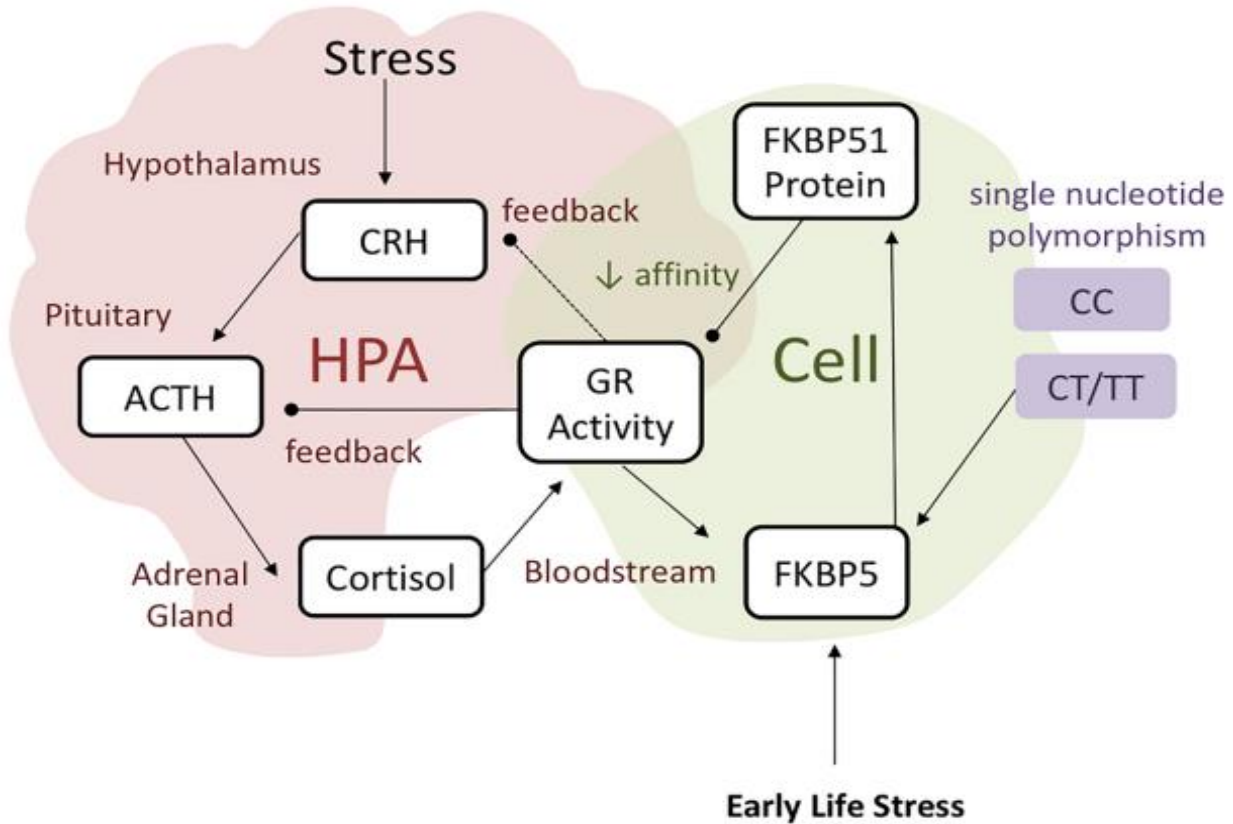 Stress
Hypothalamus
CRH
feedback
FKBP51
Protein
single nucleotide
polymorphism
↓ affinity
CC
Pituitary
HPA
Cell
ACTH
GR
Activity
CT/TT
feedback
Adrenal
Gland
Cortisol
Bloodstream
FKBP5
Early Life Stress